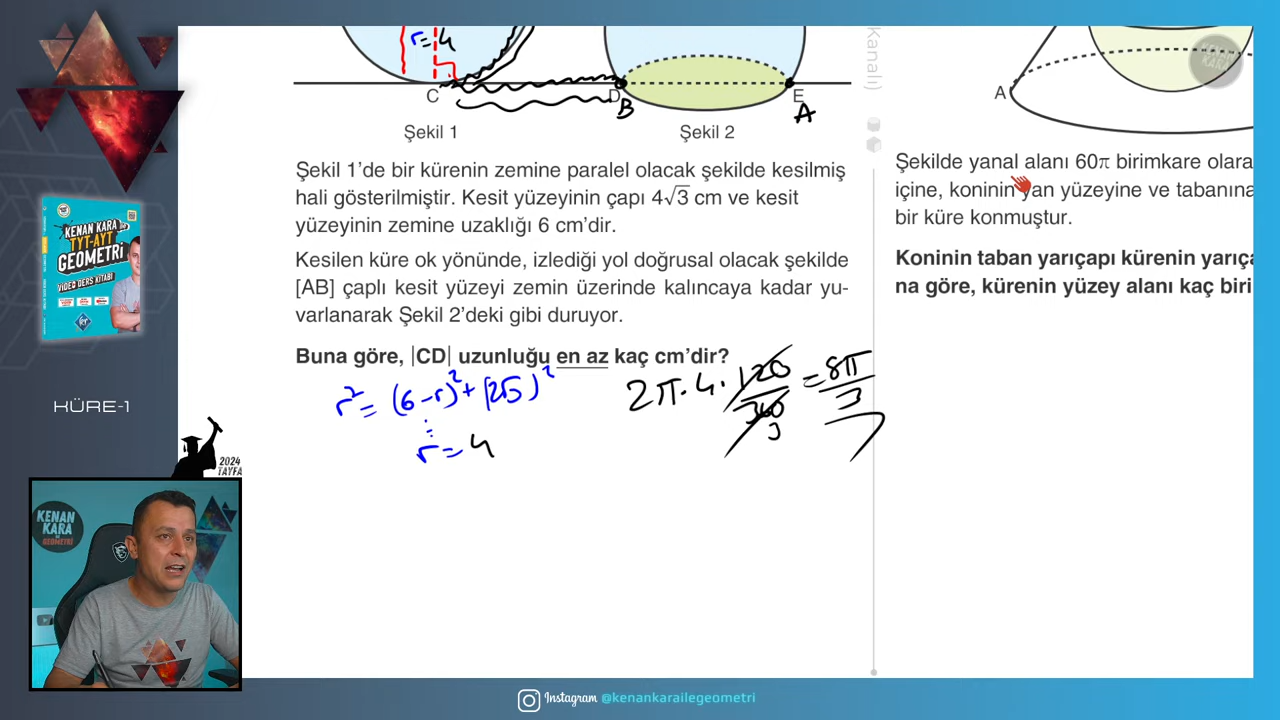 r=4
C
D
B
E
A
Şekil 1
Şekil 2
Şekil 1'de bir kürenin zemine paralel olacak şekilde kesilmiş
hali gösterilmiştir. Kesit yüzeyinin çapı 4√3 cm ve kesit
yüzeyinin zemine uzaklığı 6 cm'dir.
Kesilen küre ok yönünde, izlediği yol doğrusal olacak şekilde
[AB] çaplı kesit yüzeyi zemin üzerinde kalıncaya kadar yu-
varlanarak Şekil 2'deki gibi duruyor.
Buna göre, |CD| uzunluğu en az kaç cm'dir?
r² = (6-r)² + (2√3)²
r = 4
2π.4.120/360 = 8π/3
3
Kanalı)
A
Şekilde yanal alanı 60π birimkare olara
içine, koninin yan yüzeyine ve tabanına
bir küre konmuştur.
Koninin taban yarıçapı kürenin yarıça
na göre, kürenin yüzey alanı kaç biri
KENAN KARA
TYT-AYT
GEOMETRİ
VİDEO DERS KİTABI
KÜRE-1
2024
TAYFA
KENAN
KARA
GEOMETRİ
Instagram @kenankarailegeometri